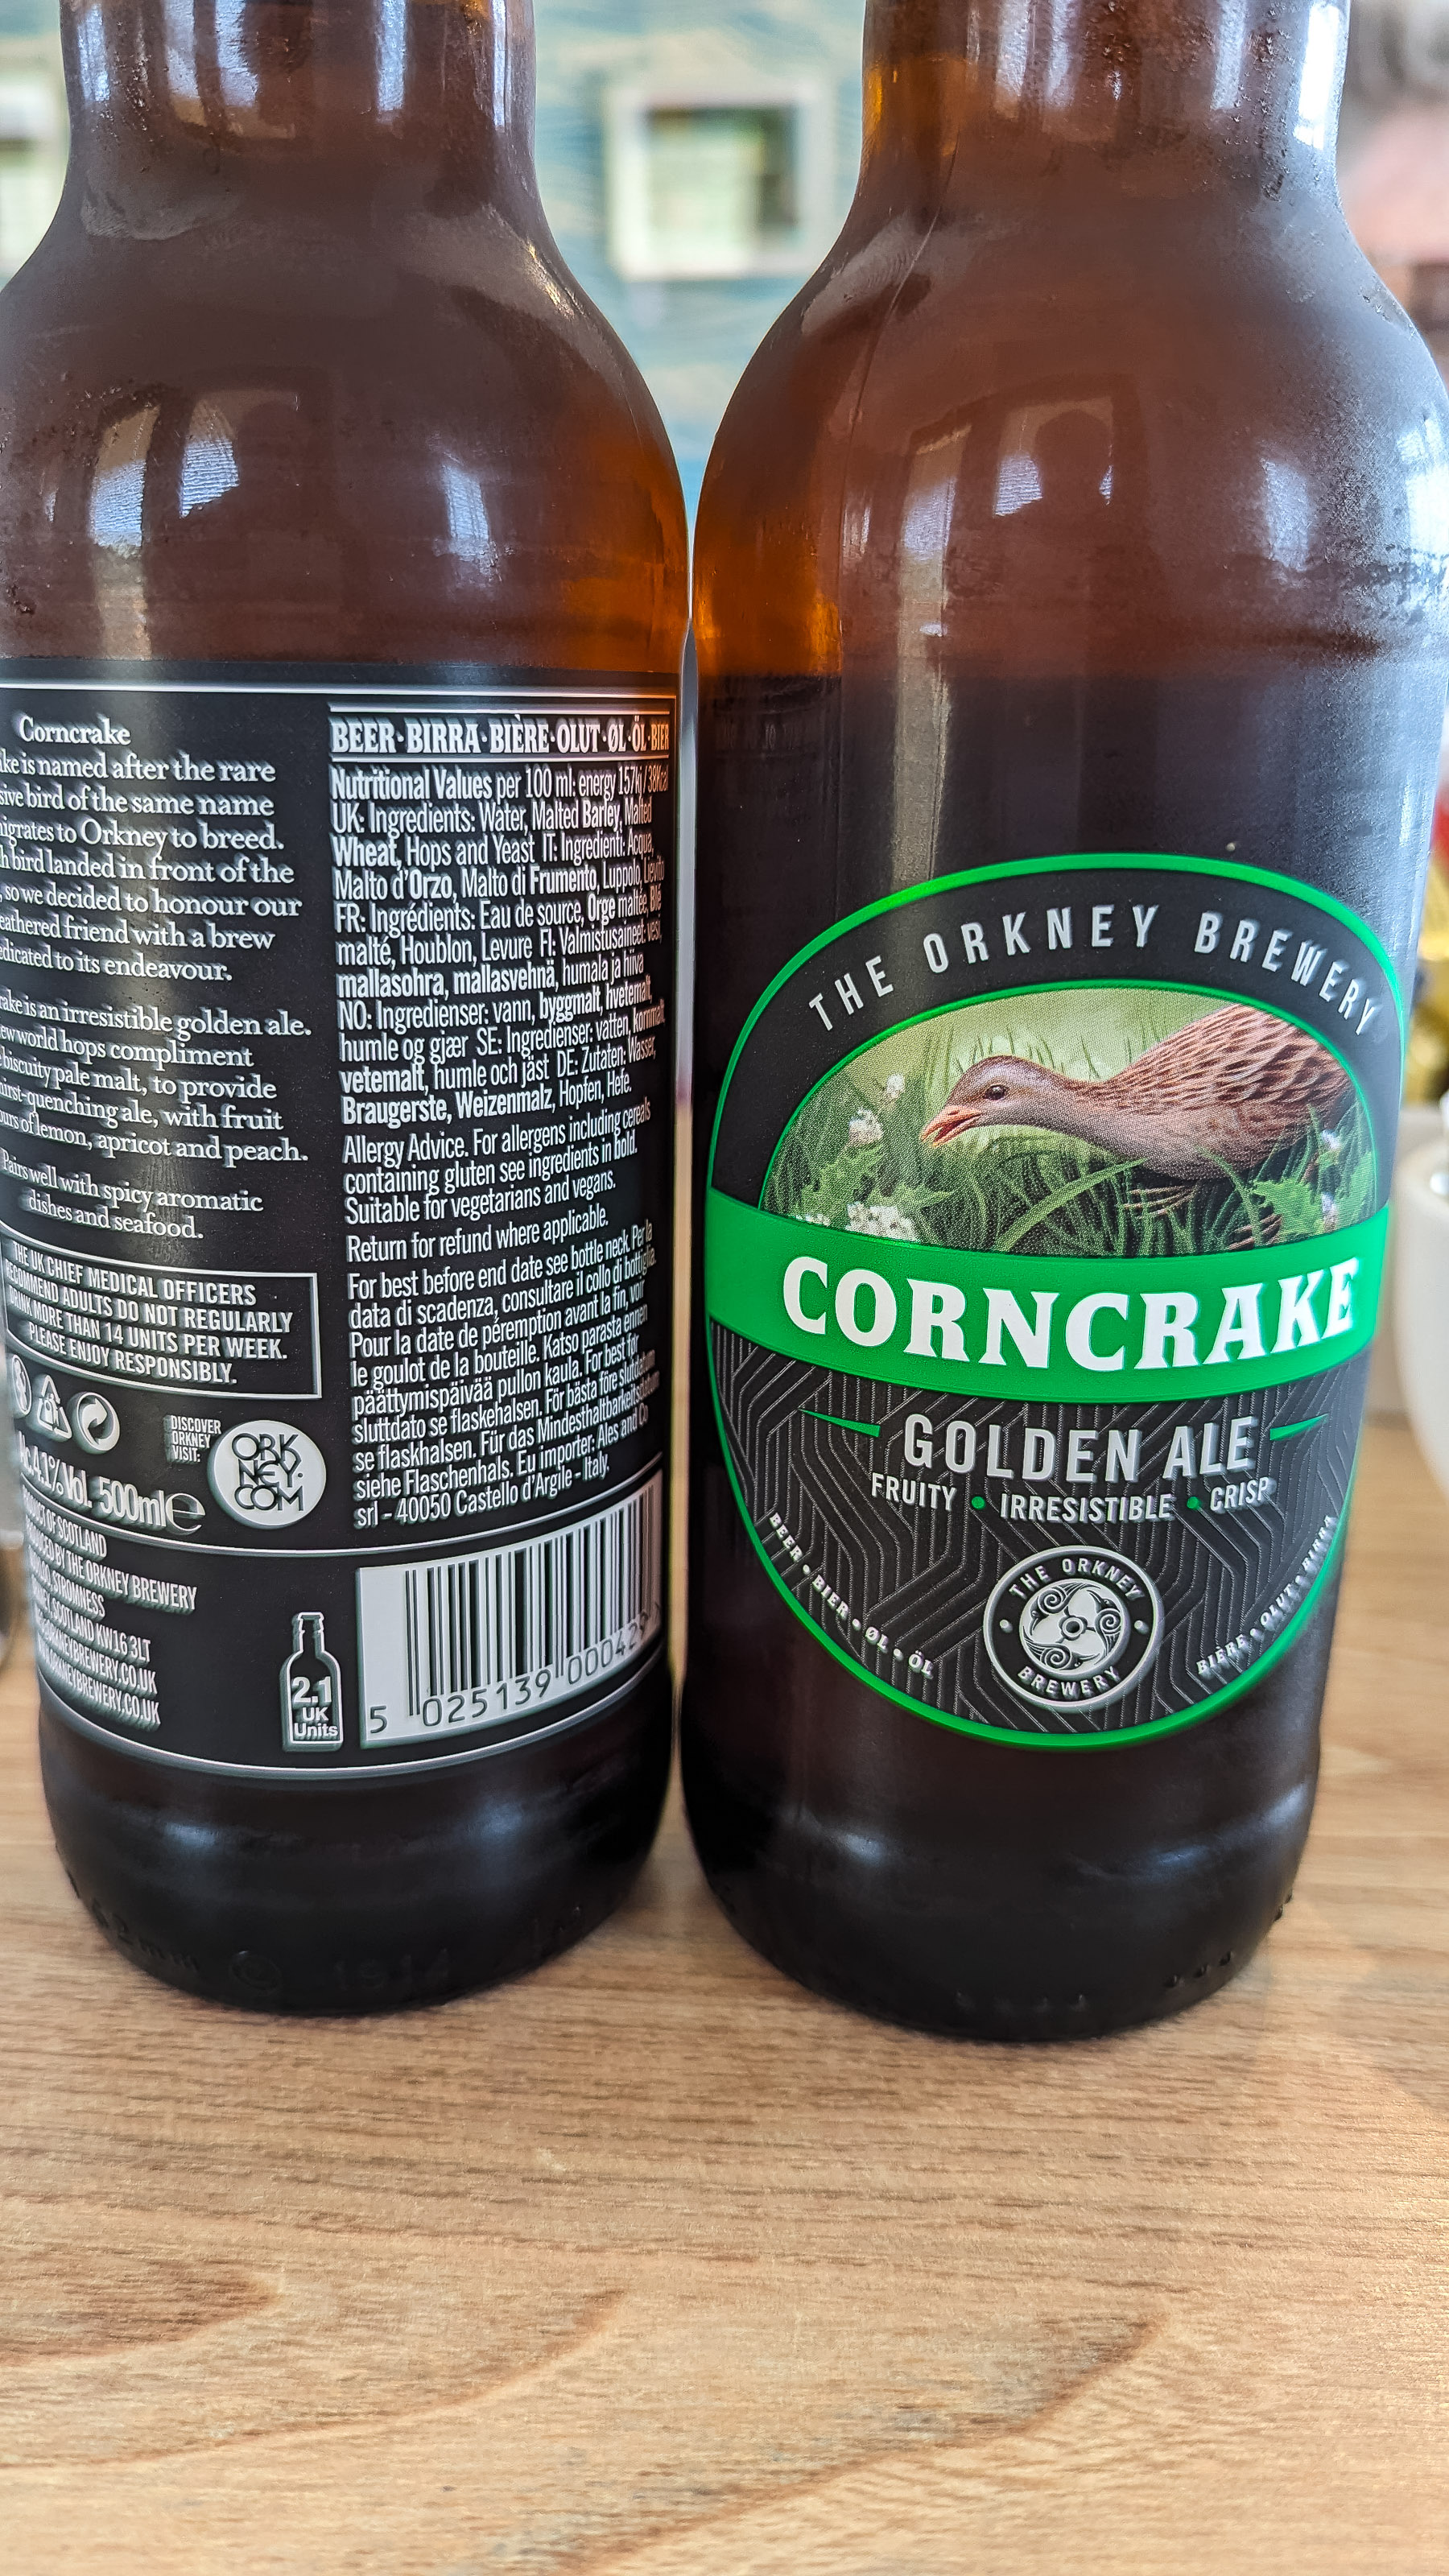 Corncrake
is named after the rare
bird of the same name
to Orkney to breed.
bird landed in front of the
, so we decided to honour our
friend with a brew
to its endeavour.
is an irresistible golden ale.
world hops compliment
biscuity pale malt, to provide
-quenching ale, with fruit
of lemon, apricot and peach.
Pairs well with spicy aromatic
dishes and seafood.
THE UK CHIEF MEDICAL OFFICERS
RECOMMEND ADULTS DO NOT REGULARLY
DRINK MORE THAN 14 UNITS PER WEEK.
PLEASE ENJOY RESPONSIBLY.
DISCOVER
ORKNEY
VISIT:
ORK
NEY.
COM
4.1% Vol. 500ml e
OF SCOTLAND
BY THE ORKNEY BREWERY
STROMNESS
SCOTLAND KW16 3LT
2.1
UK
Units
BEER·BIRRA·BIÈRE·OLUT·ØL·ÖL·BIER
Nutritional Values per 100 ml: energy 157kj/38Kcal
UK: Ingredients: Water, Malted Barley, Malted
Wheat, Hops and Yeast IT: Ingredienti: Acqua,
Malto d'Orzo, Malto di Frumento, Luppolo, Lievito
FR: Ingrédients: Eau de source, Orge maltée, Blé
malté, Houblon, Levure FI: Valmistusaineet: vesi,
mallasohra, mallasvehnä, humala ja hiiva
NO: Ingredienser: vann, byggmalt, hvetemalt,
humle og gjær SE: Ingredienser: vatten, kornmalt,
vetemalt, humle och jäst DE: Zutaten: Wasser,
Braugerste, Weizenmalz, Hopfen, Hefe.
Allergy Advice. For allergens including cereals
containing gluten see ingredients in bold.
Suitable for vegetarians and vegans.
Return for refund where applicable.
For best before end date see bottle neck. Per la
data di scadenza, consultare il collo di bottiglia.
Pour la date de péremption avant la fin, voir
le goulot de la bouteille. Katso parasta ennen
päättymispäivää pullon kaula. For best før
sluttdato se flaskehalsen. För bästa före slutdatum
se flaskhalsen. Für das Mindesthaltbarkeitsdatum
siehe Flaschenhals. Eu importer: Ales and Co
srl - 40050 Castello d'Argile - Italy.
5 025139 00042
THE ORKNEY BREWERY
CORNCRAKE
GOLDEN ALE
FRUITY • IRRESISTIBLE • CRISP
BEER • BIER • ØL • ÖL
BIÈRE • OLUT • BIRRA
THE ORKNEY
BREWERY